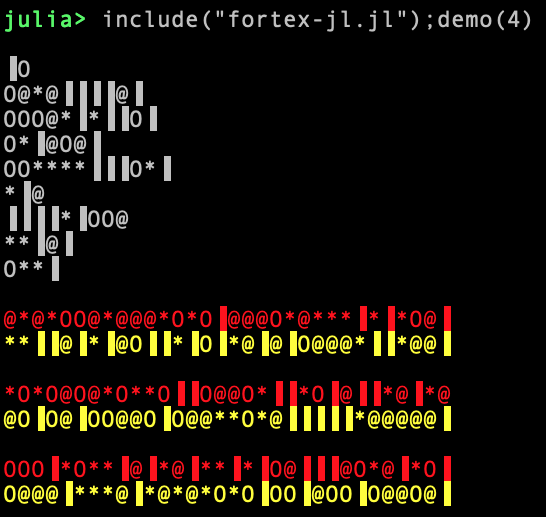 julia> include("fortex-jl.jl");demo(4)
▐O
O@*@▐▐▐▐@▐
OOO@*▐*▐▐O▐
O*▐@O@▐
OO****▐▐▐O*▐
*▐@
▐▐▐▐*▐OO@
**▐@▐
O**▐
@*@*OO@*@@@*O*O▐@@@O*@***▐*▐*O@▐
**▐▐@▐*▐@O▐▐*▐O▐*@▐@▐O@@@*▐▐*@@▐
*O*O@O@*O**O▐▐O@@O*▐▐*O▐@▐▐*@▐*@
@O▐O@▐OO@@O▐O@@**O*@▐▐▐▐▐*@@@@@▐
OOO▐*O**▐@▐*@▐**▐*▐O@▐▐▐@O*@▐*O▐
O@@@▐***@▐*@*@*O*O▐OO▐@OO▐O@@O@▐